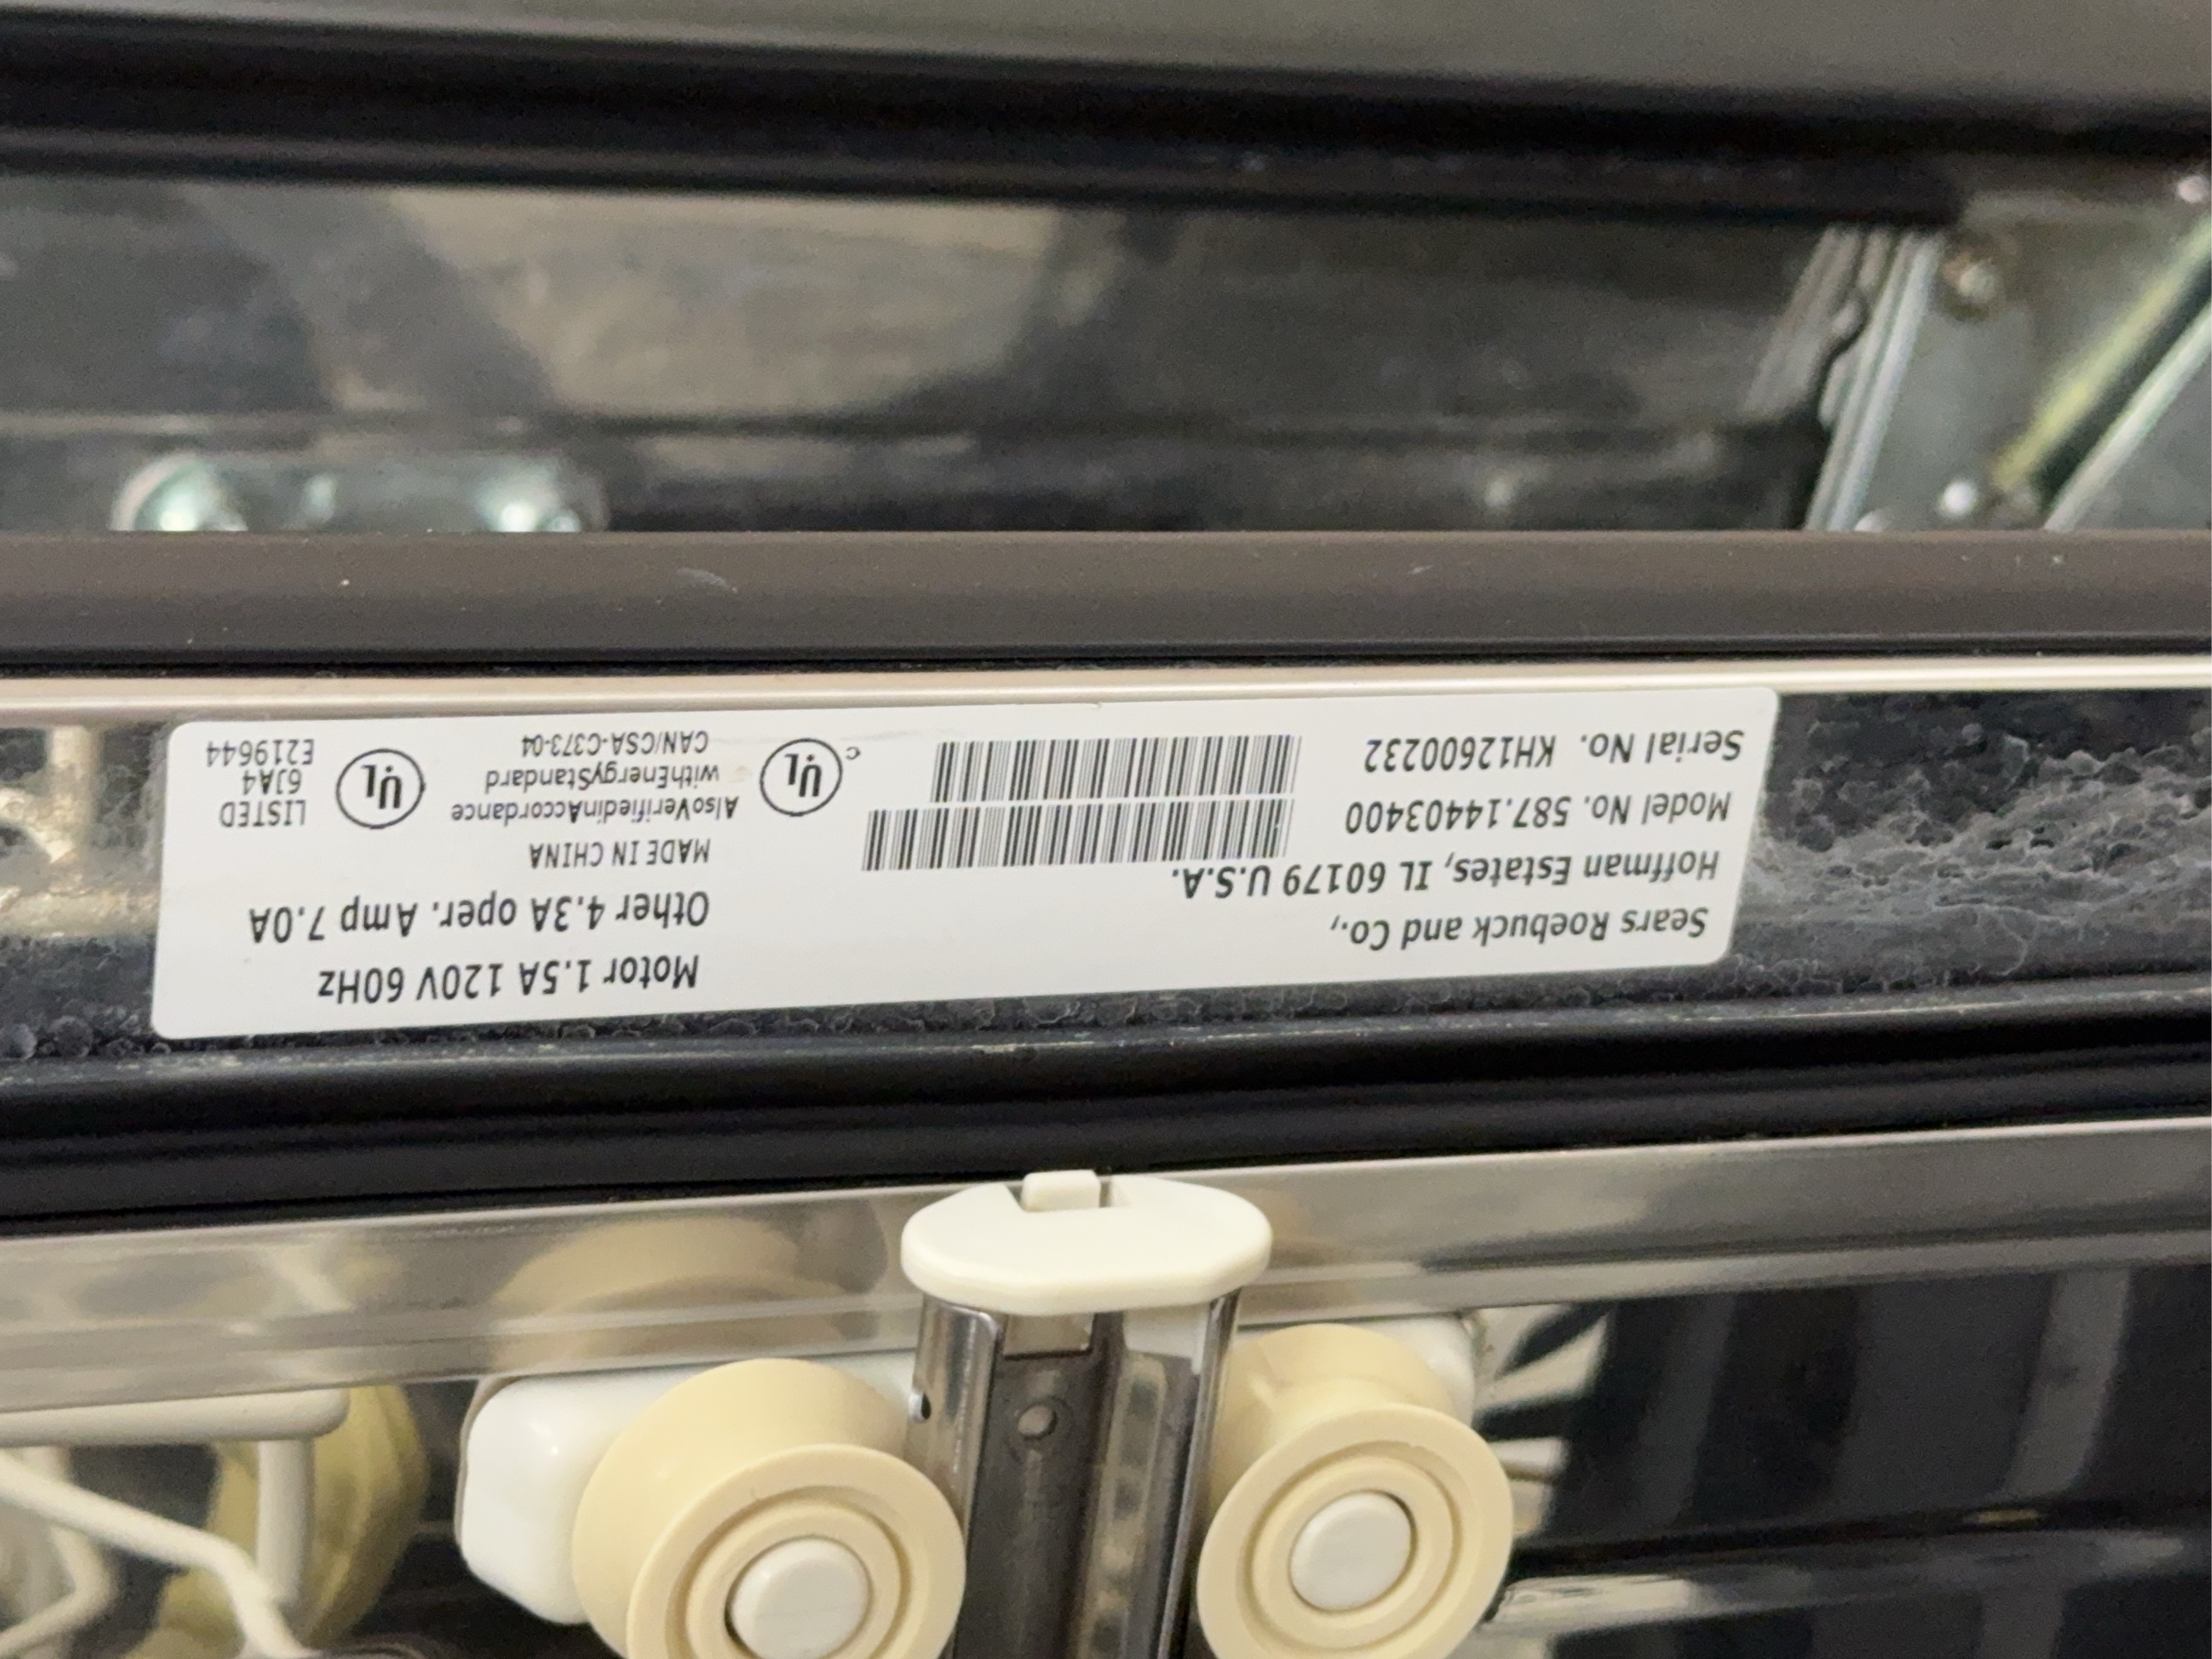 Motor 1.5A 120V 60Hz
Other 4.3A oper. Amp 7.0A
MADE IN CHINA
AlsoVerifiedinAccordance
withEnergyStandard
CAN/CSA-C373-04
UL
LISTED
6JA4
E219644
Sears Roebuck and Co.,
Hoffman Estates, IL 60179 U.S.A.
Model No. 587.14403400
Serial No. KH12600232
c UL